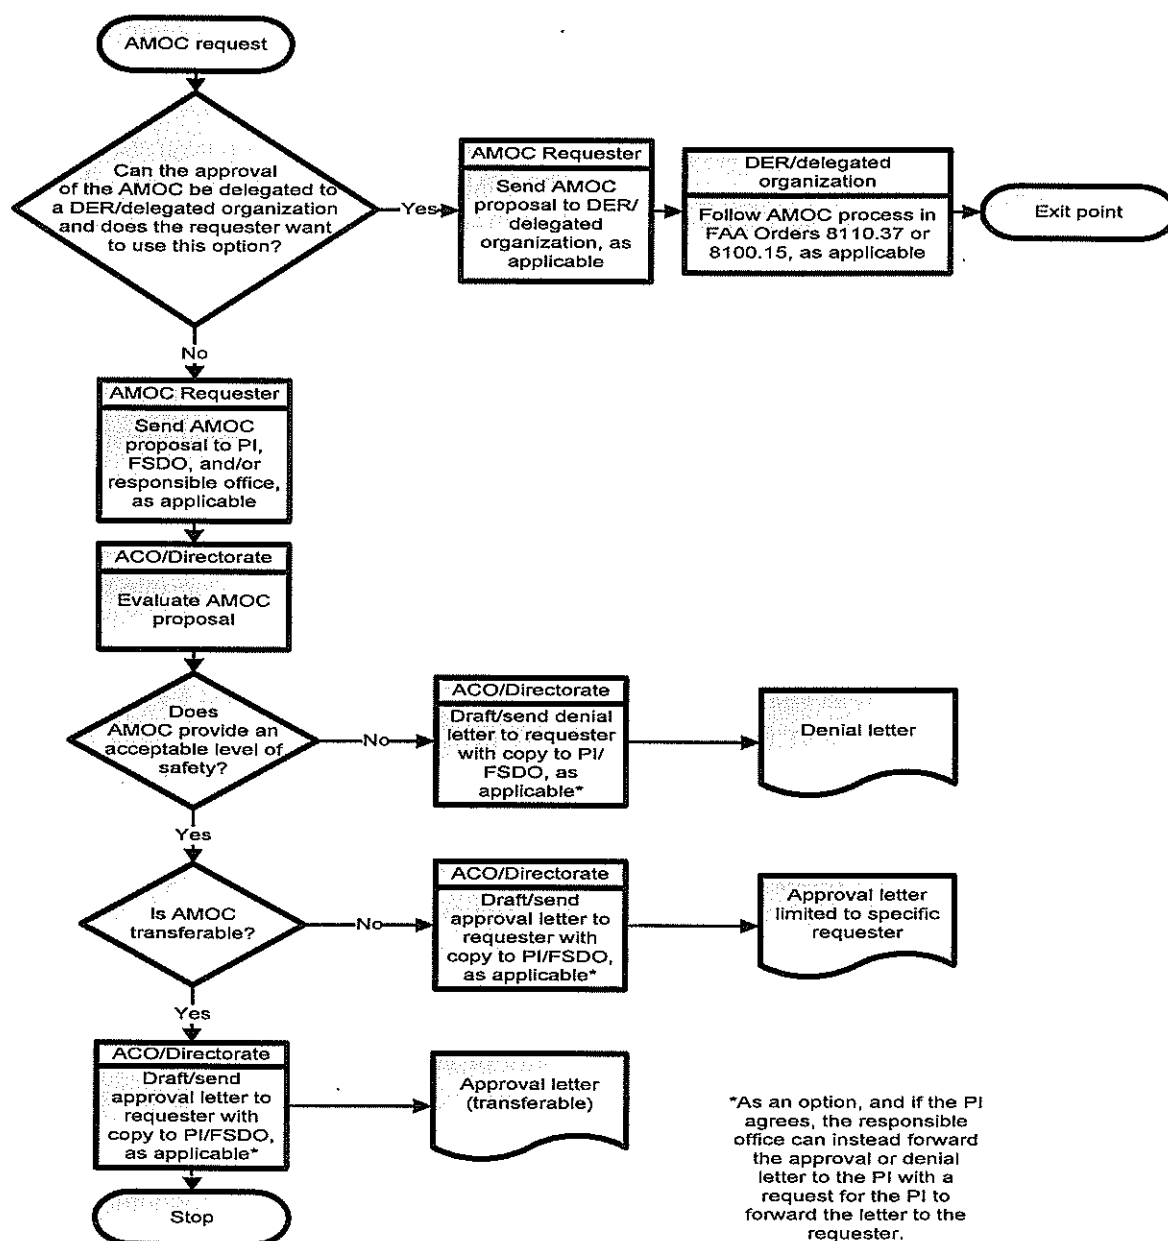 AMOC request
Can the approval
of the AMOC be delegated to
a DER/delegated organization
and does the requester want
to use this option?
Yes
AMOC Requester
Send AMOC
proposal to DER/
delegated
organization, as
applicable
DER/delegated
organization
Follow AMOC process in
FAA Orders 8110.37 or
8100.15, as applicable
Exit point
No
AMOC Requester
Send AMOC
proposal to PI,
FSDO, and/or
responsible office,
as applicable
ACO/Directorate
Evaluate AMOC
proposal
Does
AMOC provide an
acceptable level of
safety?
No
ACO/Directorate
Draft/send denial
letter to requester
with copy to PI/
FSDO, as
applicable*
Denial letter
Yes
Is AMOC
transferable?
No
ACO/Directorate
Draft/send
approval letter to
requester with
copy to PI/FSDO,
as applicable*
Approval letter
limited to specific
requester
Yes
ACO/Directorate
Draft/send
approval letter to
requester with
copy to PI/FSDO,
as applicable*
Approval letter
(transferable)
Stop
*As an option, and if the PI
agrees, the responsible
office can instead forward
the approval or denial
letter to the PI with a
request for the PI to
forward the letter to the
requester.